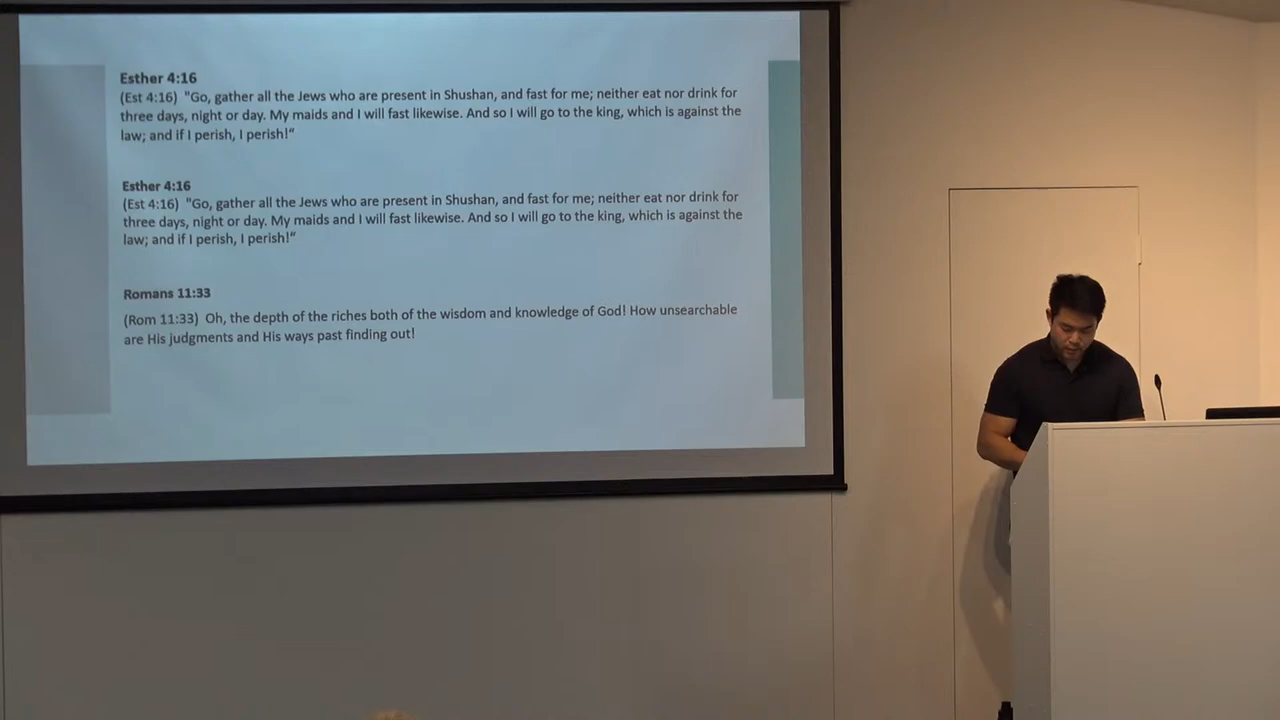 Esther 4:16
(Est 4:16) "Go, gather all the Jews who are present in Shushan, and fast for me; neither eat nor drink for
three days, night or day. My maids and I will fast likewise. And so I will go to the king, which is against the
law; and if I perish, I perish!“
Esther 4:16
(Est 4:16) "Go, gather all the Jews who are present in Shushan, and fast for me; neither eat nor drink for
three days, night or day. My maids and I will fast likewise. And so I will go to the king, which is against the
law; and if I perish, I perish!“
Romans 11:33
(Rom 11:33) Oh, the depth of the riches both of the wisdom and knowledge of God! How unsearchable
are His judgments and His ways past finding out!